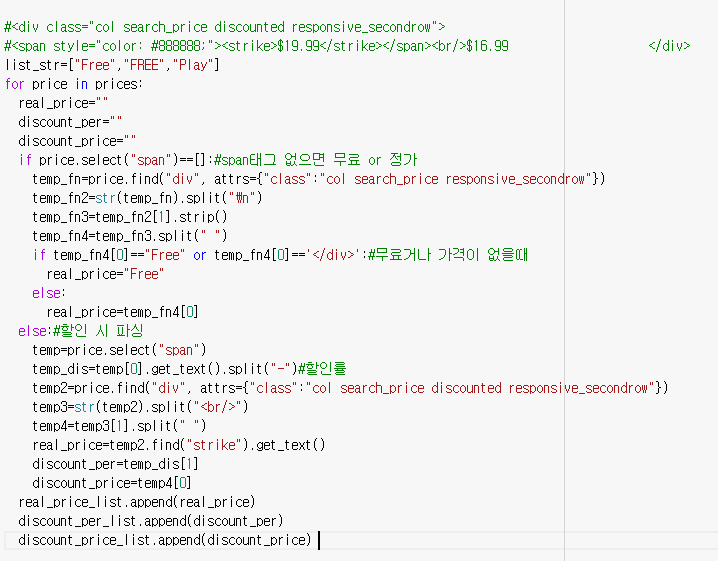 #<div class="col search_price discounted responsive_secondrow">
#<span style="color: #888888;"><strike>$19.99</strike></span><br/>$16.99                    </div>
list_str=["Free","FREE","Play"]
for price in prices:
  real_price=""
  discount_per=""
  discount_price=""
  if price.select("span")==[]:#span태그 없으면 무료 or 정가
    temp_fn=price.find("div", attrs={"class":"col search_price responsive_secondrow"})
    temp_fn2=str(temp_fn).split("₩n")
    temp_fn3=temp_fn2[1].strip()
    temp_fn4=temp_fn3.split(" ")
    if temp_fn4[0]=="Free" or temp_fn4[0]=='</div>':#무료거나 가격이 없을때
      real_price="Free"
    else:
      real_price=temp_fn4[0]
  else:#할인 시 파싱
    temp=price.select("span")
    temp_dis=temp[0].get_text().split("-")#할인률
    temp2=price.find("div", attrs={"class":"col search_price discounted responsive_secondrow"})
    temp3=str(temp2).split("<br/>")
    temp4=temp3[1].split(" ")
    real_price=temp2.find("strike").get_text()
    discount_per=temp_dis[1]
    discount_price=temp4[0]
  real_price_list.append(real_price)
  discount_per_list.append(discount_per)
  discount_price_list.append(discount_price)